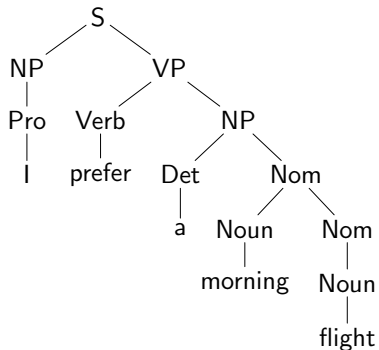 S
NP VP
Pro Verb NP
I prefer Det Nom
a Noun Nom
morning Noun
flight